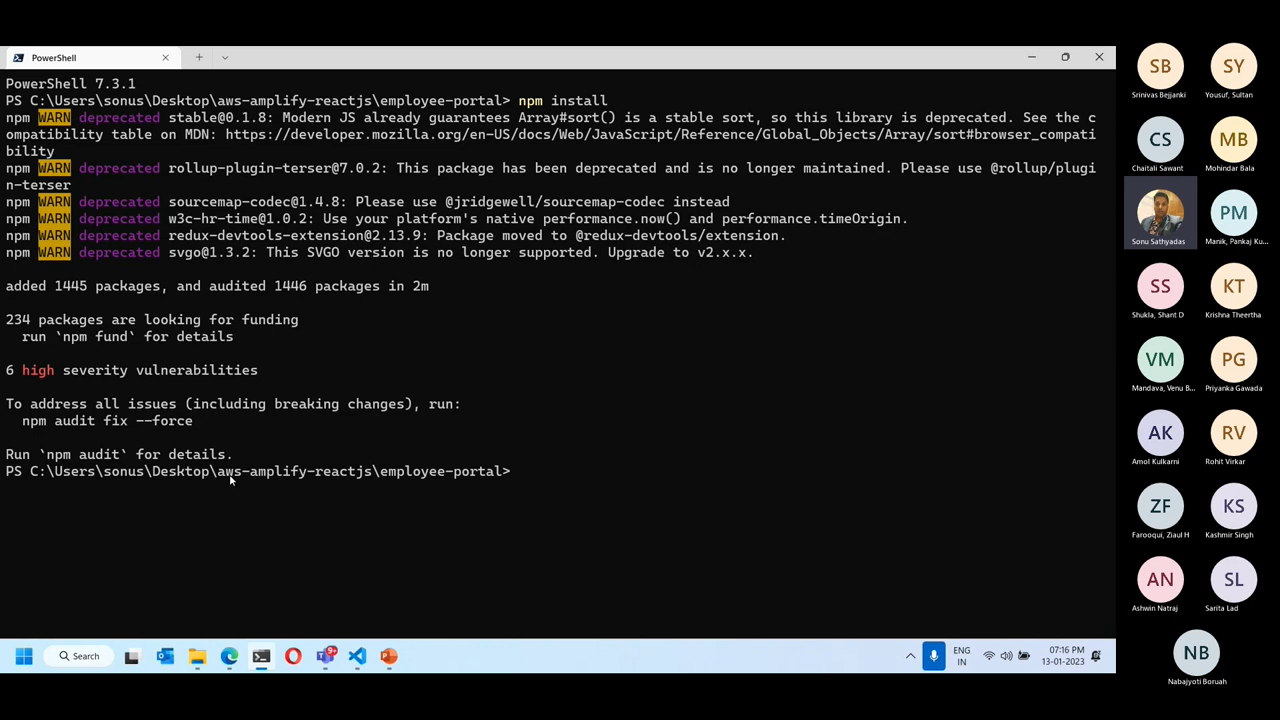 PowerShell
PowerShell 7.3.1
PS C:\Users\sonus\Desktop\aws-amplify-reactjs\employee-portal> npm install
npm WARN deprecated stable@0.1.8: Modern JS already guarantees Array#sort() is a stable sort, so this library is deprecated. See the c
ompatibility table on MDN: https://developer.mozilla.org/en-US/docs/Web/JavaScript/Reference/Global_Objects/Array/sort#browser_compati
bility
npm WARN deprecated rollup-plugin-terser@7.0.2: This package has been deprecated and is no longer maintained. Please use @rollup/plugi
n-terser
npm WARN deprecated sourcemap-codec@1.4.8: Please use @jridgewell/sourcemap-codec instead
npm WARN deprecated w3c-hr-time@1.0.2: Use your platform's native performance.now() and performance.timeOrigin.
npm WARN deprecated redux-devtools-extension@2.13.9: Package moved to @redux-devtools/extension.
npm WARN deprecated svgo@1.3.2: This SVGO version is no longer supported. Upgrade to v2.x.x.
added 1445 packages, and audited 1446 packages in 2m
234 packages are looking for funding
run `npm fund` for details
6 high severity vulnerabilities
To address all issues (including breaking changes), run:
npm audit fix --force
Run `npm audit` for details.
PS C:\Users\sonus\Desktop\aws-amplify-reactjs\employee-portal>
Search
9+
ENG
IN
07:16 PM
13-01-2023
SB
Srinivas Bejjanki
SY
Yousuf, Sultan
CS
Chaitali Sawant
MB
Mohindar Bala
Sonu Sathyadas
PM
Manik, Pankaj Ku...
SS
Shukla, Shant D
KT
Krishna Theertha
VM
Mandava, Venu B...
PG
Priyanka Gawada
AK
Amol Kulkarni
RV
Rohit Virkar
ZF
Farooqui, Ziaul H
KS
Kashmir Singh
AN
Ashwin Natraj
SL
Sarita Lad
NB
Nabajyoti Boruah